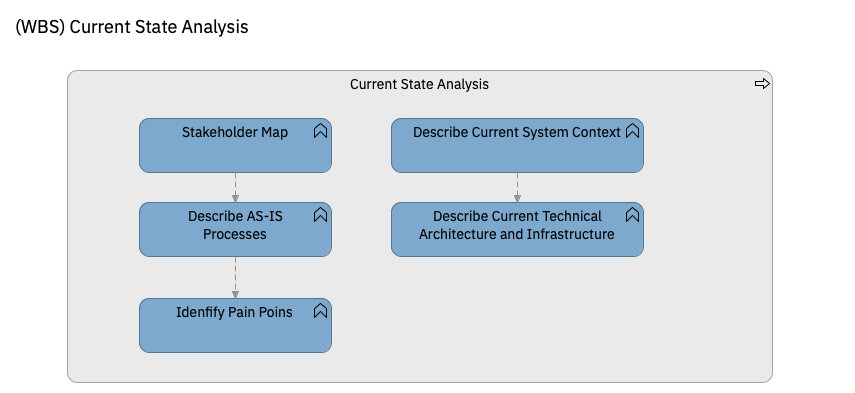 (WBS) Current State Analysis
Current State Analysis
Stakeholder Map
Describe Current System Context
Describe AS-IS
Processes
Describe Current Technical
Architecture and Infrastructure
Idenfify Pain Poins